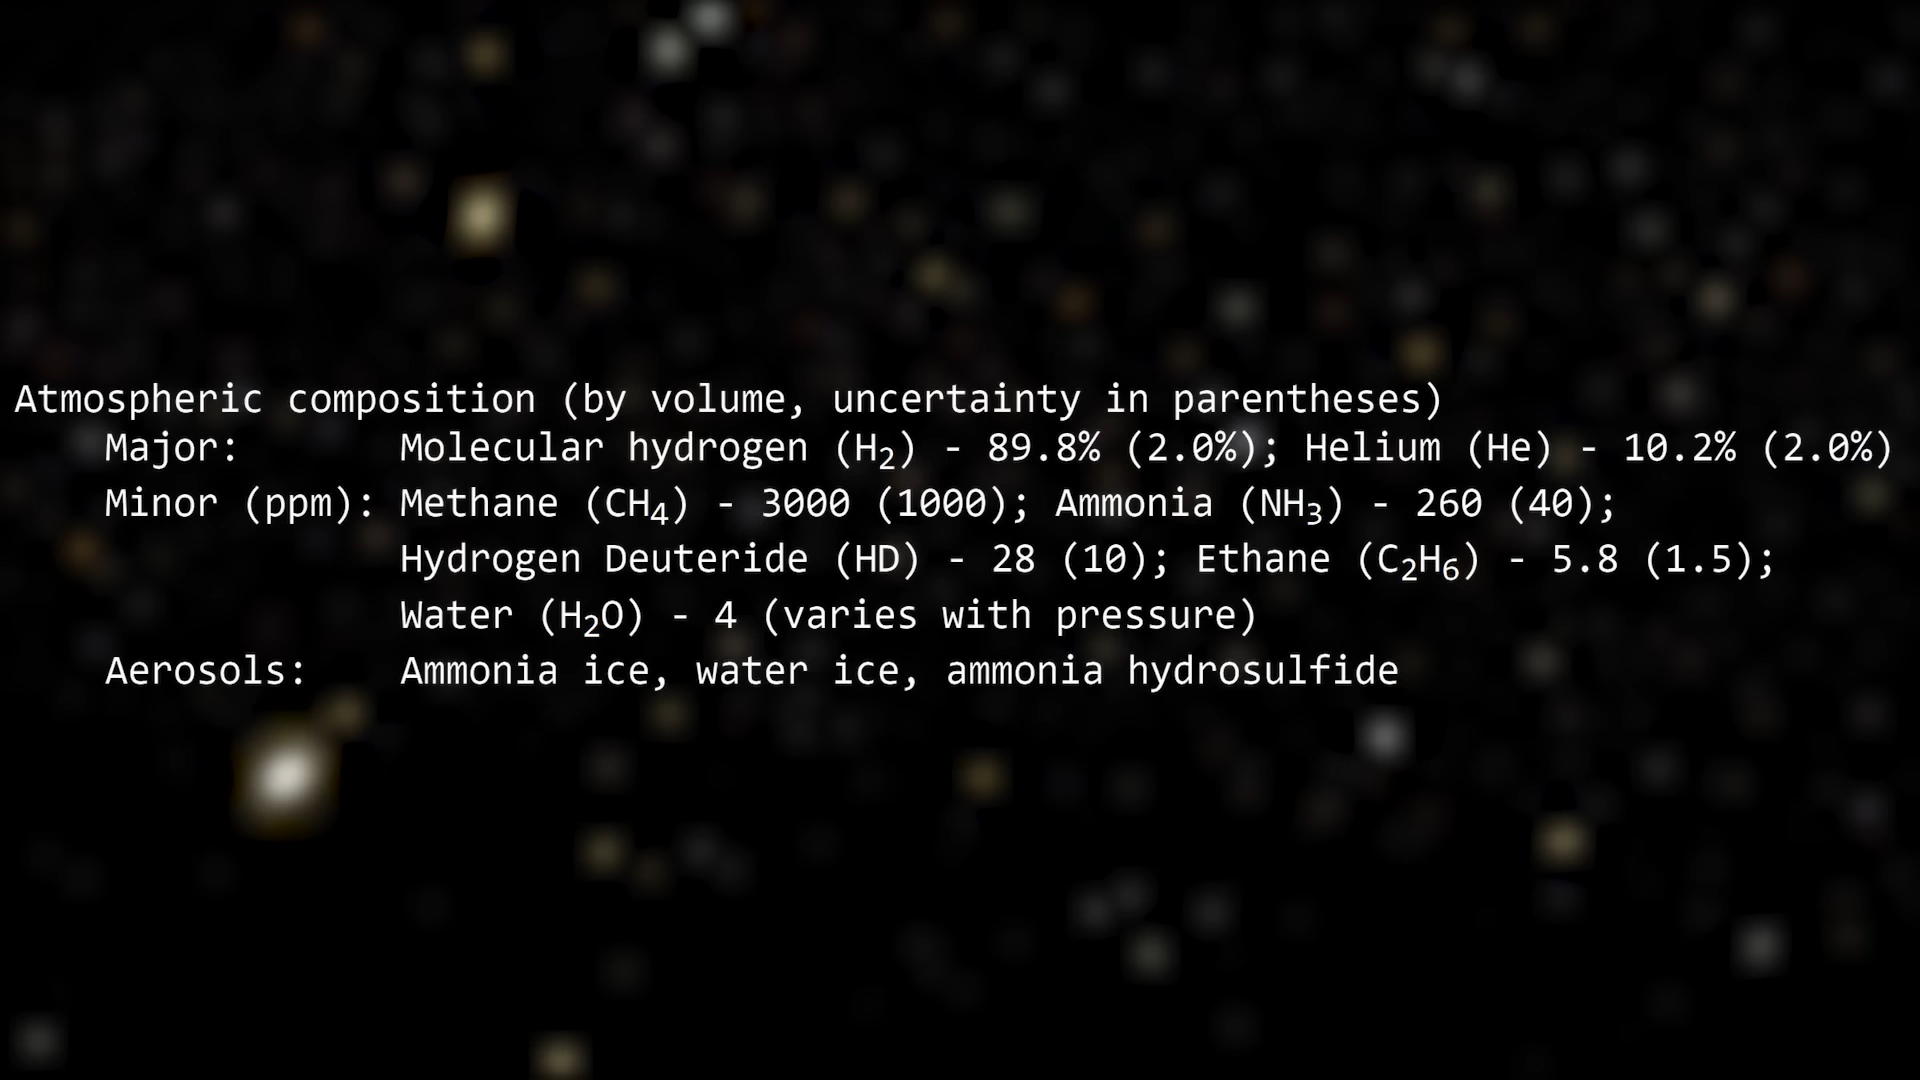 Atmospheric composition (by volume, uncertainty in parentheses)
Major: Molecular hydrogen (H₂) - 89.8% (2.0%); Helium (He) - 10.2% (2.0%)
Minor (ppm): Methane (CH₄) - 3000 (1000); Ammonia (NH₃) - 260 (40);
Hydrogen Deuteride (HD) - 28 (10); Ethane (C₂H₆) - 5.8 (1.5);
Water (H₂O) - 4 (varies with pressure)
Aerosols: Ammonia ice, water ice, ammonia hydrosulfide